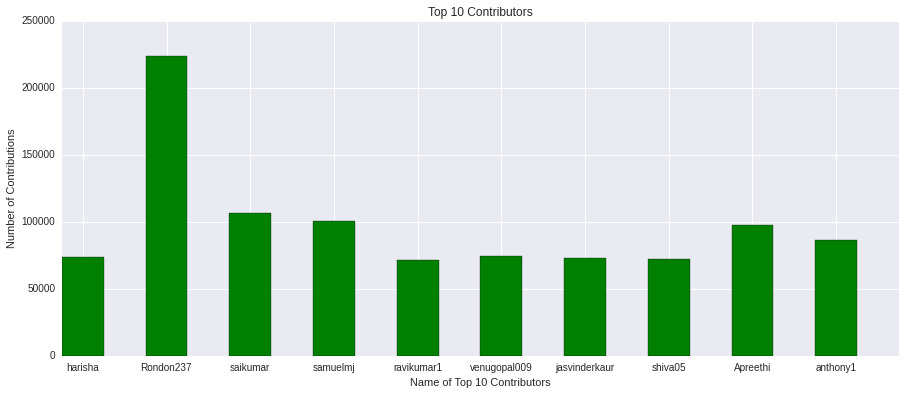 Top 10 Contributors
Number of Contributions
250000
200000
150000
100000
50000
0
harisha Rondon237 saikumar samuelmj ravikumar1 venugopal009 jasvinderkaur shiva05 Apreethi anthony1
Name of Top 10 Contributors